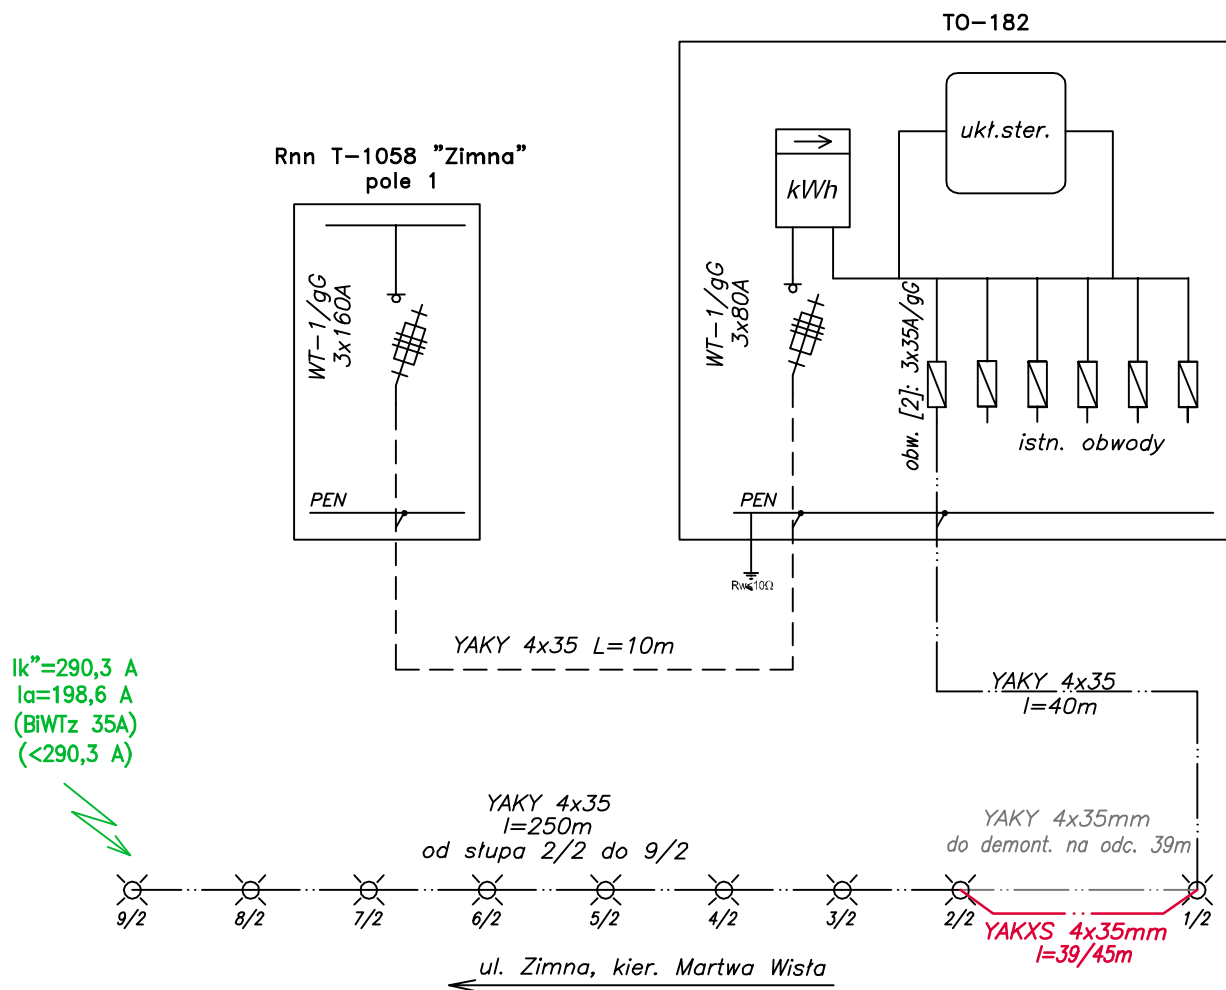 TO-182
ukł.ster.
kWh
Rnn T-1058 "Zimna"
pole 1
WT-1/gG
3x160A
WT-1/gG
3x80A
obw. [2]: 3x35A/gG
istn. obwody
PEN
PEN
Rw<10Ω
YAKY 4x35 L=10m
YAKY 4x35
l=40m
Ik"=290,3 A
Ia=198,6 A
(BiWTz 35A)
(<290,3 A)
YAKY 4x35
l=250m
od słupa 2/2 do 9/2
YAKY 4x35mm
do demont. na odc. 39m
9/2
8/2
7/2
6/2
5/2
4/2
3/2
2/2
1/2
YAKXS 4x35mm
l=39/45m
ul. Zimna, kier. Martwa Wisła